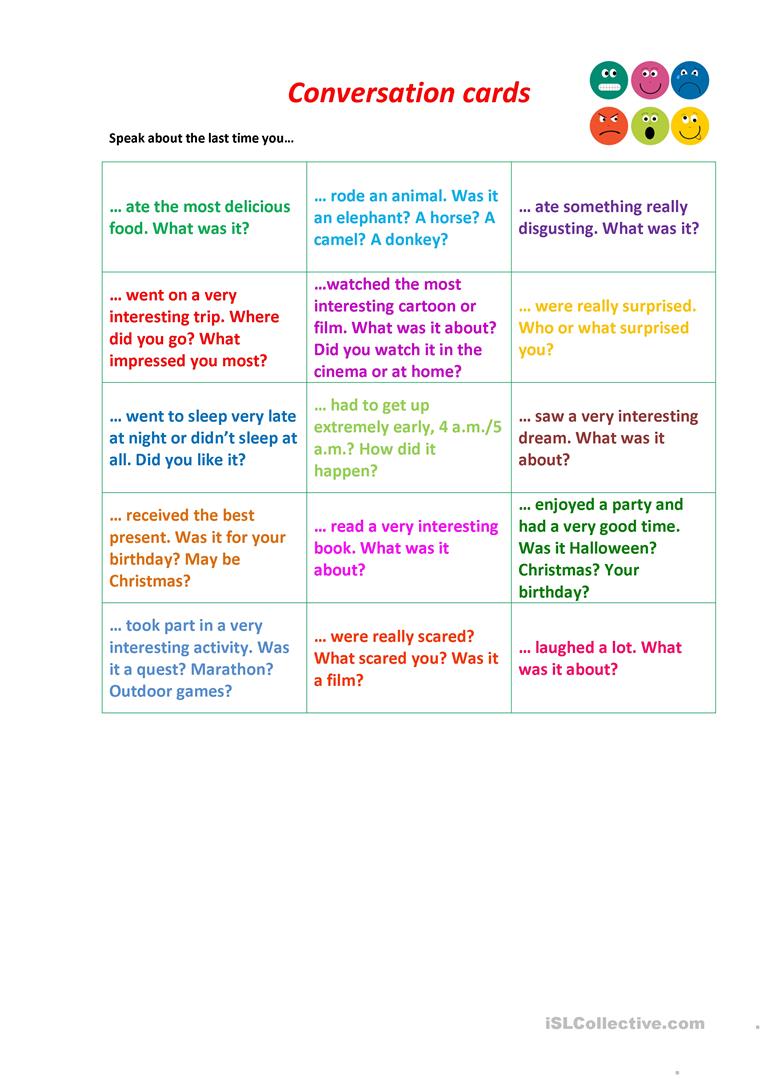 Conversation cards
Speak about the last time you…
… ate the most delicious
food. What was it?
… rode an animal. Was it
an elephant? A horse? A
camel? A donkey?
… ate something really
disgusting. What was it?
… went on a very
interesting trip. Where
did you go? What
impressed you most?
…watched the most
interesting cartoon or
film. What was it about?
Did you watch it in the
cinema or at home?
… were really surprised.
Who or what surprised
you?
… went to sleep very late
at night or didn’t sleep at
all. Did you like it?
… had to get up
extremely early, 4 a.m./5
a.m.? How did it
happen?
… saw a very interesting
dream. What was it
about?
… received the best
present. Was it for your
birthday? May be
Christmas?
… read a very interesting
book. What was it
about?
… enjoyed a party and
had a very good time.
Was it Halloween?
Christmas? Your
birthday?
… took part in a very
interesting activity. Was
it a quest? Marathon?
Outdoor games?
… were really scared?
What scared you? Was it
a film?
… laughed a lot. What
was it about?
iSLCollective.com